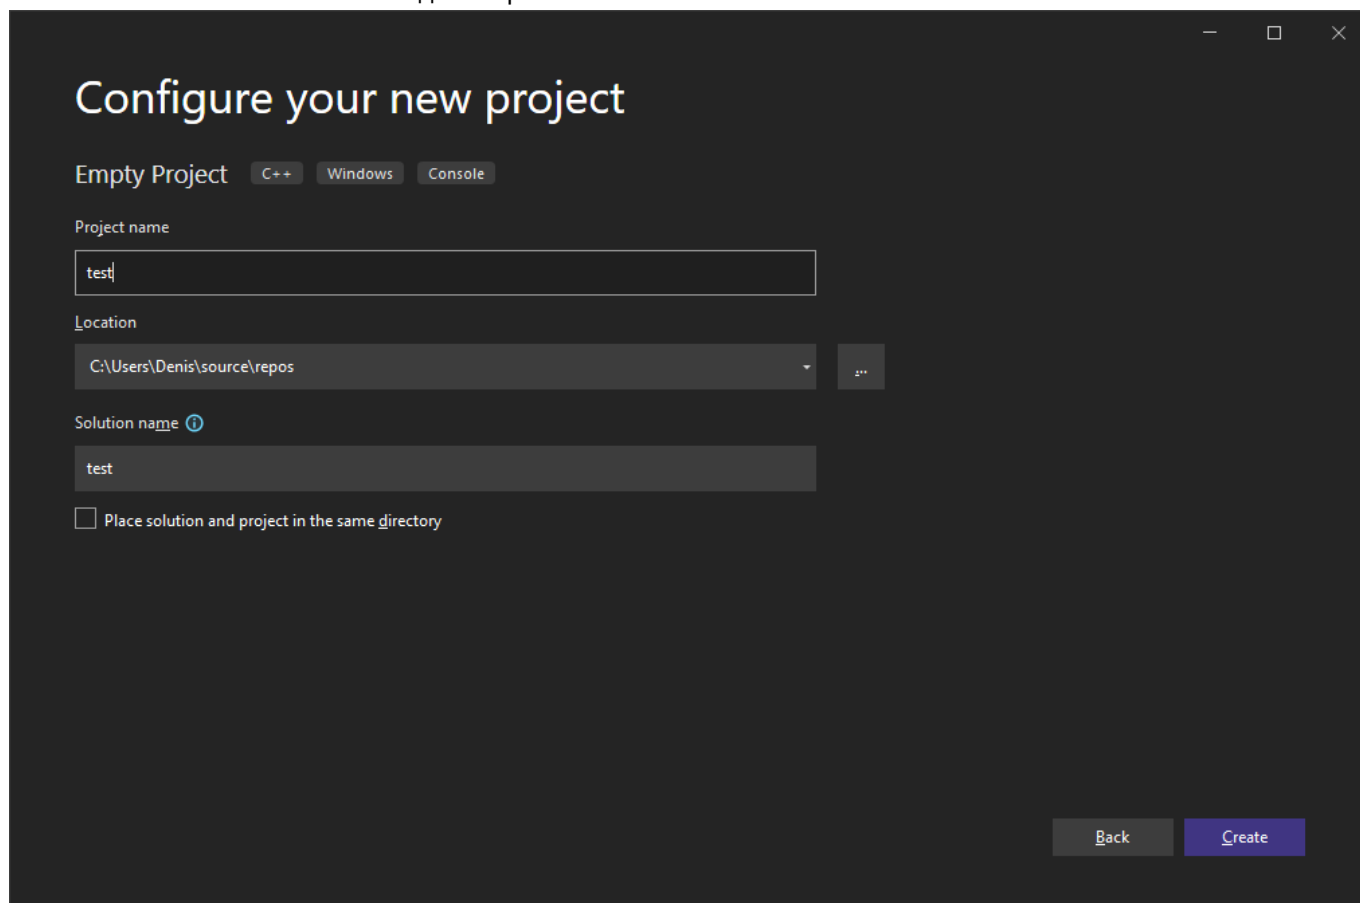 Configure your new project
Empty Project C++ Windows Console
Project name
test
Location
C:\Users\Denis\source\repos
...
Solution name
test
Place solution and project in the same directory
Back Create